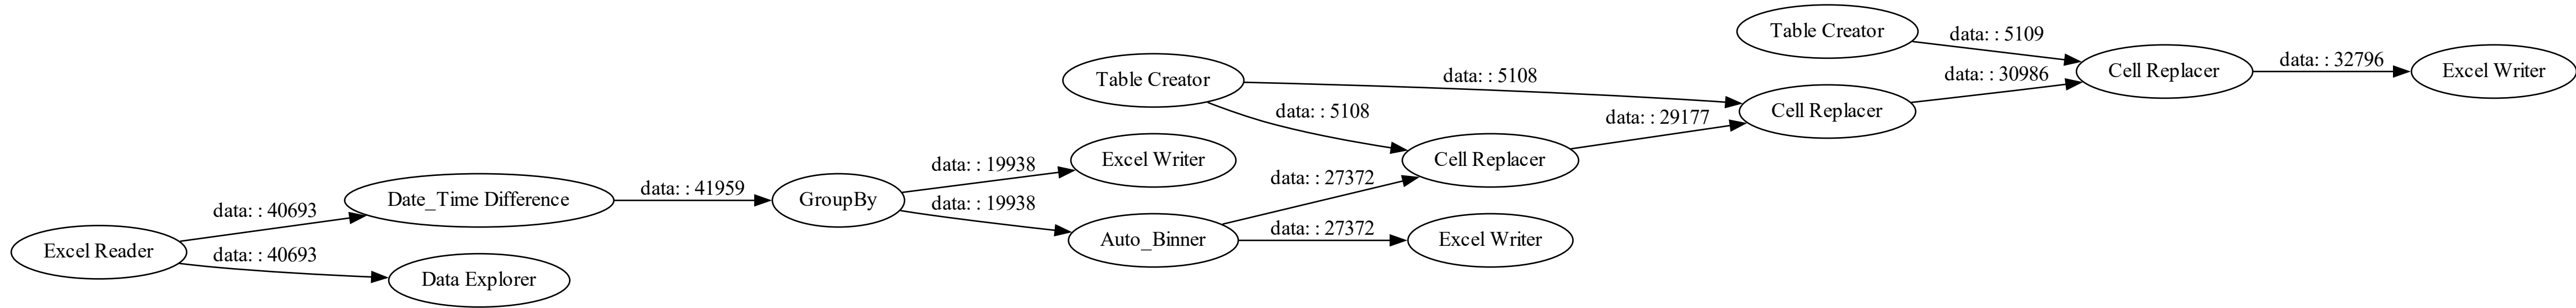 Excel Reader
data: : 40693
data: : 40693
Date_Time Difference
Data Explorer
data: : 41959
GroupBy
data: : 19938
data: : 19938
Table Creator
Excel Writer
Auto_Binner
data: : 5108
data: : 5108
data: : 27372
data: : 27372
Cell Replacer
Excel Writer
data: : 29177
Table Creator
Cell Replacer
data: : 5109
data: : 30986
Cell Replacer
data: : 32796
Excel Writer